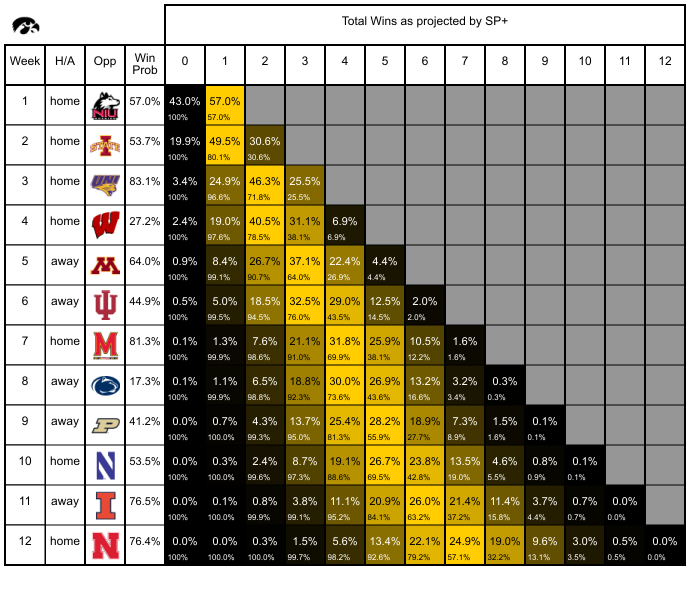 Total Wins as projected by SP+
Week H/A Opp Win Prob 0 1 2 3 4 5 6 7 8 9 10 11 12
1 home NIU 57.0% 43.0% 57.0%
100% 57.0%
2 home STATE 53.7% 19.9% 49.5% 30.6%
100% 80.1% 30.6%
3 home UNI 83.1% 3.4% 24.9% 46.3% 25.5%
100% 96.6% 71.8% 25.5%
4 home W 27.2% 2.4% 19.0% 40.5% 31.1% 6.9%
100% 97.6% 78.5% 38.1% 6.9%
5 away M 64.0% 0.9% 8.4% 26.7% 37.1% 22.4% 4.4%
100% 99.1% 90.7% 64.0% 26.9% 4.4%
6 away 44.9% 0.5% 5.0% 18.5% 32.5% 29.0% 12.5% 2.0%
100% 99.5% 94.5% 76.0% 43.5% 14.5% 2.0%
7 home M 81.3% 0.1% 1.3% 7.6% 21.1% 31.8% 25.9% 10.5% 1.6%
100% 99.9% 98.6% 91.0% 69.9% 38.1% 12.2% 1.6%
8 away 17.3% 0.1% 1.1% 6.5% 18.8% 30.0% 26.9% 13.2% 3.2% 0.3%
100% 99.9% 98.8% 92.3% 73.6% 43.6% 16.6% 3.4% 0.3%
9 away P 41.2% 0.0% 0.7% 4.3% 13.7% 25.4% 28.2% 18.9% 7.3% 1.5% 0.1%
100% 100.0% 99.3% 95.0% 81.3% 55.9% 27.7% 8.9% 1.6% 0.1%
10 home N 53.5% 0.0% 0.3% 2.4% 8.7% 19.1% 26.7% 23.8% 13.5% 4.6% 0.8% 0.1%
100% 100.0% 99.6% 97.3% 88.6% 69.5% 42.8% 19.0% 5.5% 0.9% 0.1%
11 away I 76.5% 0.0% 0.1% 0.8% 3.8% 11.1% 20.9% 26.0% 21.4% 11.4% 3.7% 0.7% 0.0%
100% 100.0% 99.9% 99.1% 95.2% 84.1% 63.2% 37.2% 15.8% 4.4% 0.7% 0.0%
12 home N 76.4% 0.0% 0.0% 0.3% 1.5% 5.6% 13.4% 22.1% 24.9% 19.0% 9.6% 3.0% 0.5% 0.0%
100% 100.0% 100.0% 99.7% 98.2% 92.6% 79.2% 57.1% 32.2% 13.1% 3.5% 0.5% 0.0%